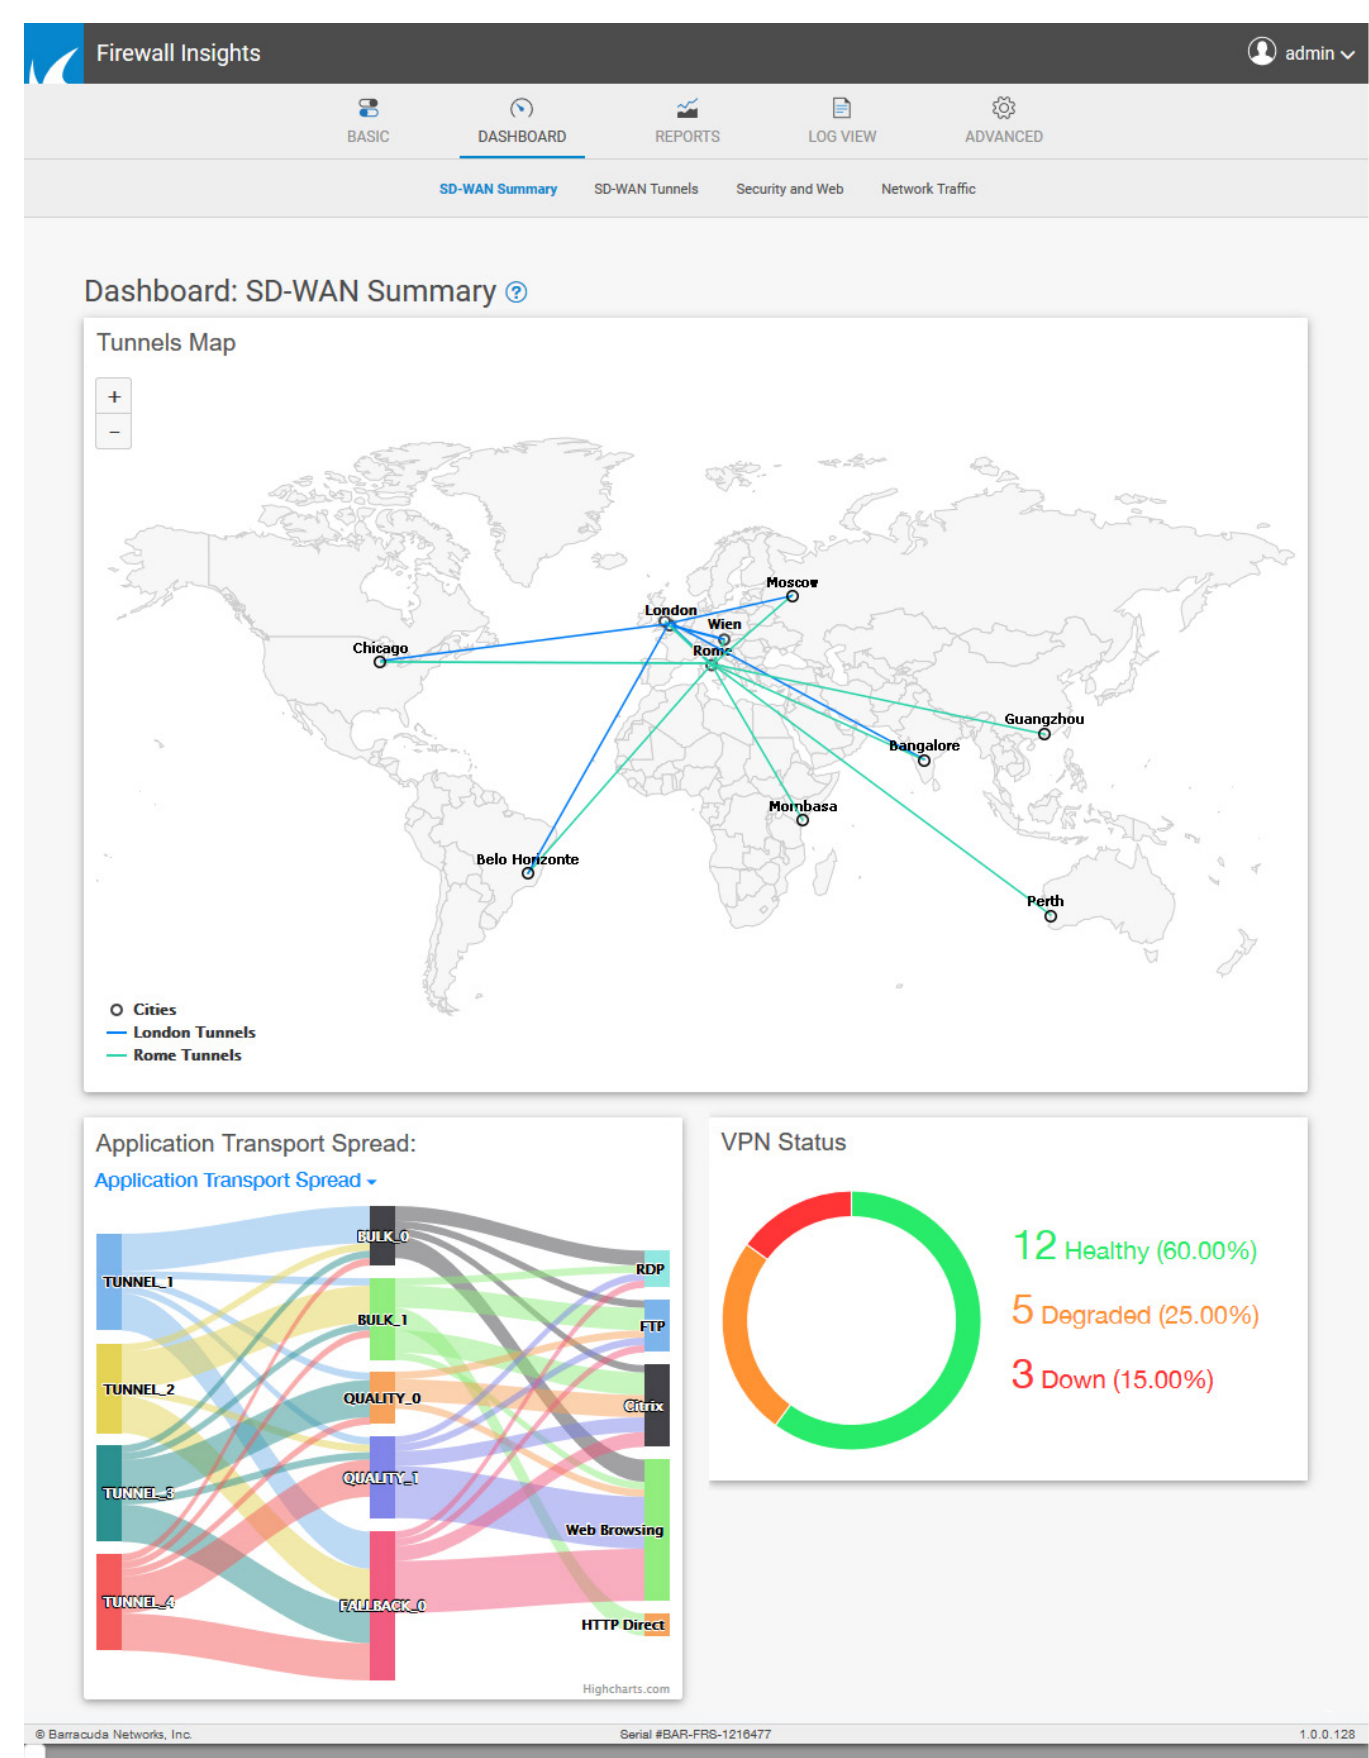 Firewall Insights
admin
BASIC
DASHBOARD
REPORTS
LOG VIEW
ADVANCED
SD-WAN Summary
SD-WAN Tunnels
Security and Web
Network Traffic
Dashboard: SD-WAN Summary ?
Tunnels Map
+
−
Moscow
London
Wien
Chicago
Rome
Guangzhou
Bangalore
Mombasa
Belo Horizonte
Perth
Cities
London Tunnels
Rome Tunnels
Application Transport Spread:
Application Transport Spread
TUNNEL_1
TUNNEL_2
TUNNEL_3
TUNNEL_4
BULK_0
BULK_1
QUALITY_0
QUALITY_1
FALLBACK_0
RDP
FTP
Citrix
Web Browsing
HTTP Direct
Highcharts.com
VPN Status
12 Healthy (60.00%)
5 Degraded (25.00%)
3 Down (15.00%)
© Barracuda Networks, Inc.
Serial #BAR-FRS-1216477
1.0.0.128